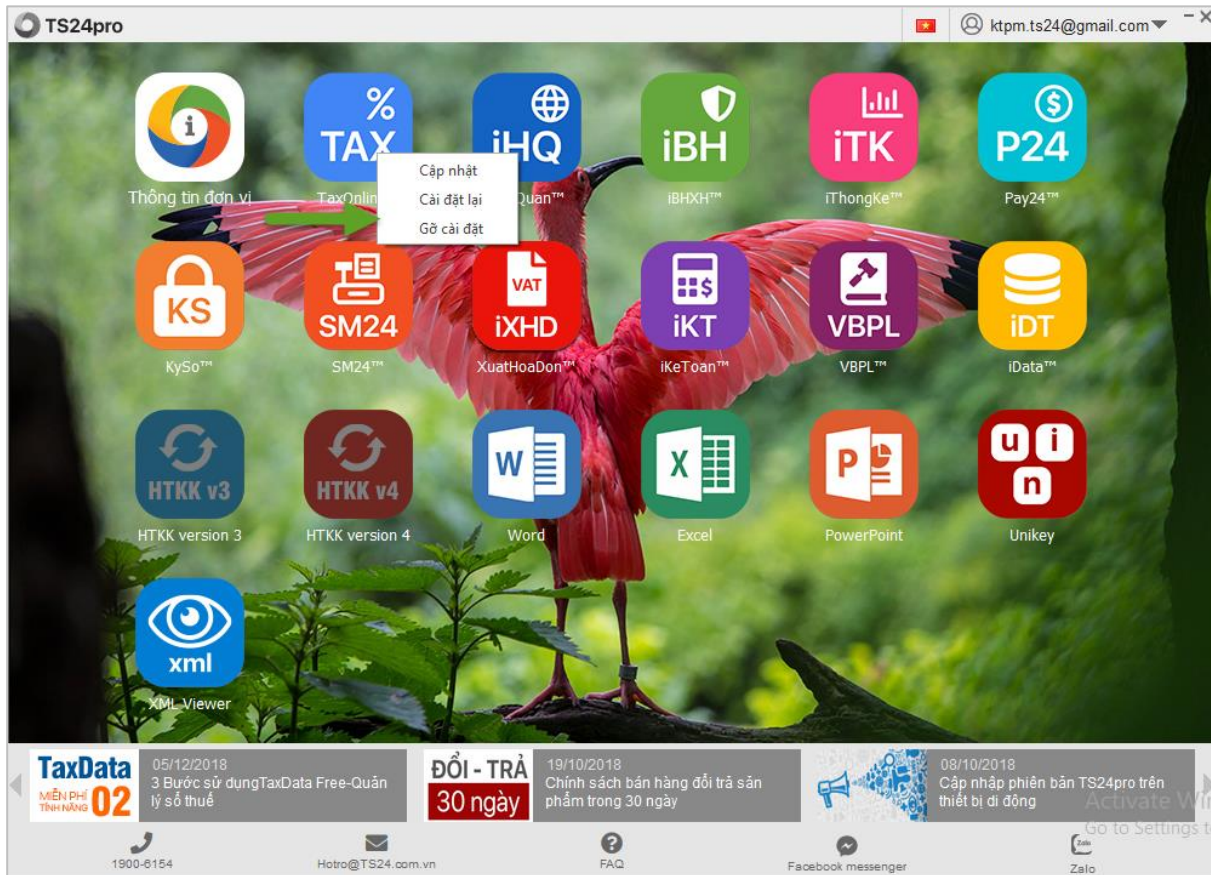 TS24pro
ktpm.ts24@gmail.com
i
%
TAX
iHQ
iBH
iTK
$
P24
Thông tin đơn vị
TaxOnlin
Quan™
iBHXH™
iThongKe™
Pay24™
Cập nhật
Cài đặt lại
Gỡ cài đặt
KS
SM24
VAT
iXHD
$
iKT
VBPL
iDT
KySo™
SM24™
XuatHoaDon™
iKeToan™
VBPL™
iData™
HTKK v3
HTKK v4
W
X
P
u i
n
HTKK version 3
HTKK version 4
Word
Excel
PowerPoint
Unikey
xml
XML Viewer
TaxData
MIỄN PHÍ
TÍNH NĂNG 02
05/12/2018
3 Bước sử dụngTaxData Free-Quản
lý số thuế
ĐỔI - TRẢ
30 ngày
19/10/2018
Chính sách bán hàng đổi trả sản
phẩm trong 30 ngày
08/10/2018
Cập nhập phiên bản TS24pro trên
thiết bị di động
Activate Win
Go to Settings t
1900-6154
Hotro@TS24.com.vn
?
FAQ
Facebook messenger
Zalo
Zalo